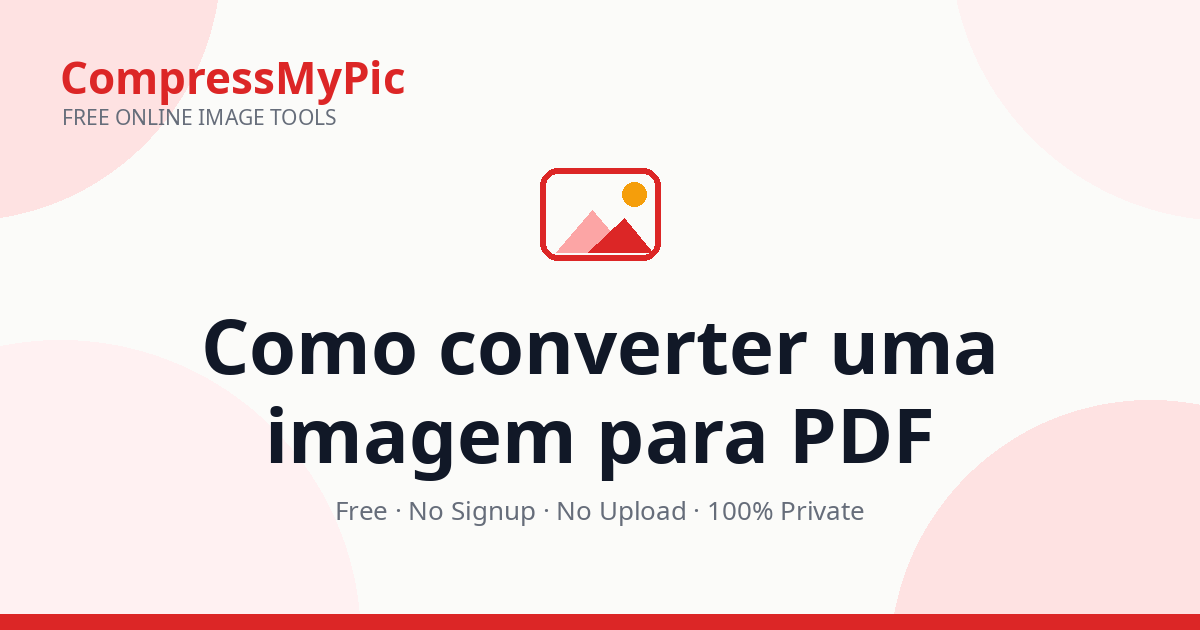 CompressMyPic
FREE ONLINE IMAGE TOOLS
Como converter uma
imagem para PDF
Free · No Signup · No Upload · 100% Private